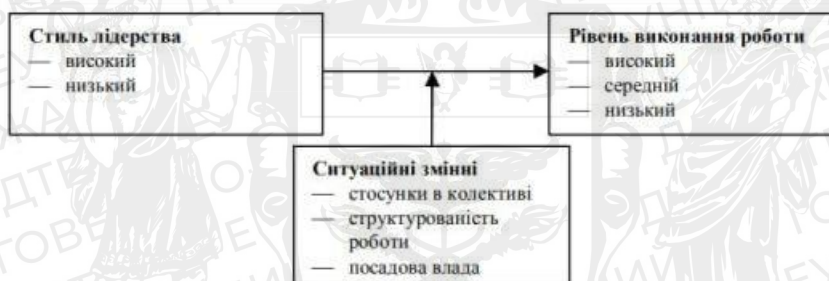 Стиль лідерства
— високий
— низький
Рівень виконання роботи
— високий
— середній
— низький
Ситуаційні змінні
— стосунки в колективі
— структурованість
роботи
— посадова влада